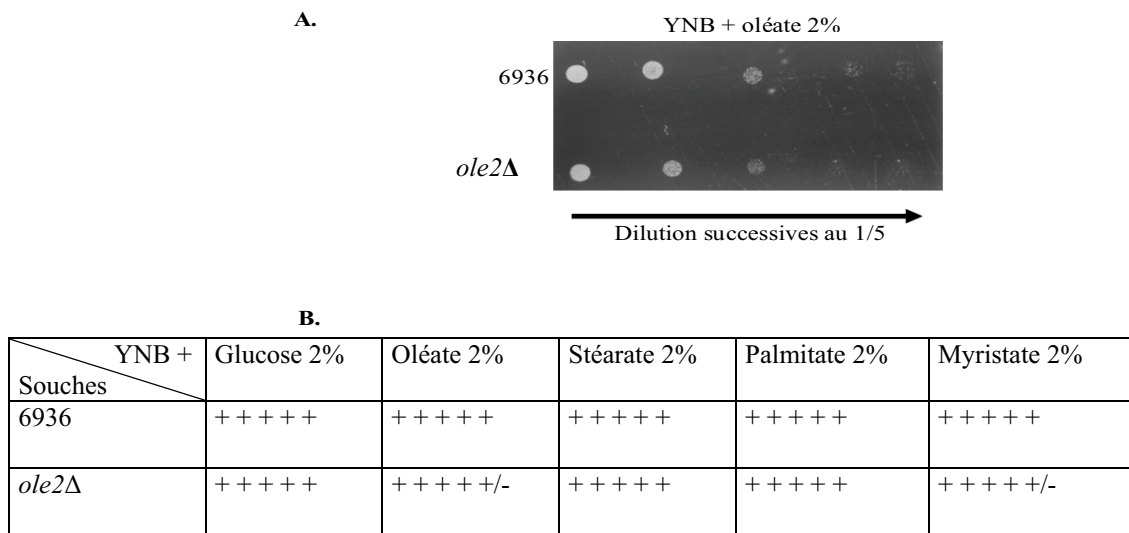 A.
YNB + oléate 2%
6936
ole2Δ
Dilution successives au 1/5
B.
YNB + Glucose 2% Oléate 2% Stéarate 2% Palmitate 2% Myristate 2%
Souches
6936 + + + + + + + + + + + + + + + + + + + + + + + + +
ole2Δ + + + + + + + + + +/- + + + + + + + + + + + + + + +/-